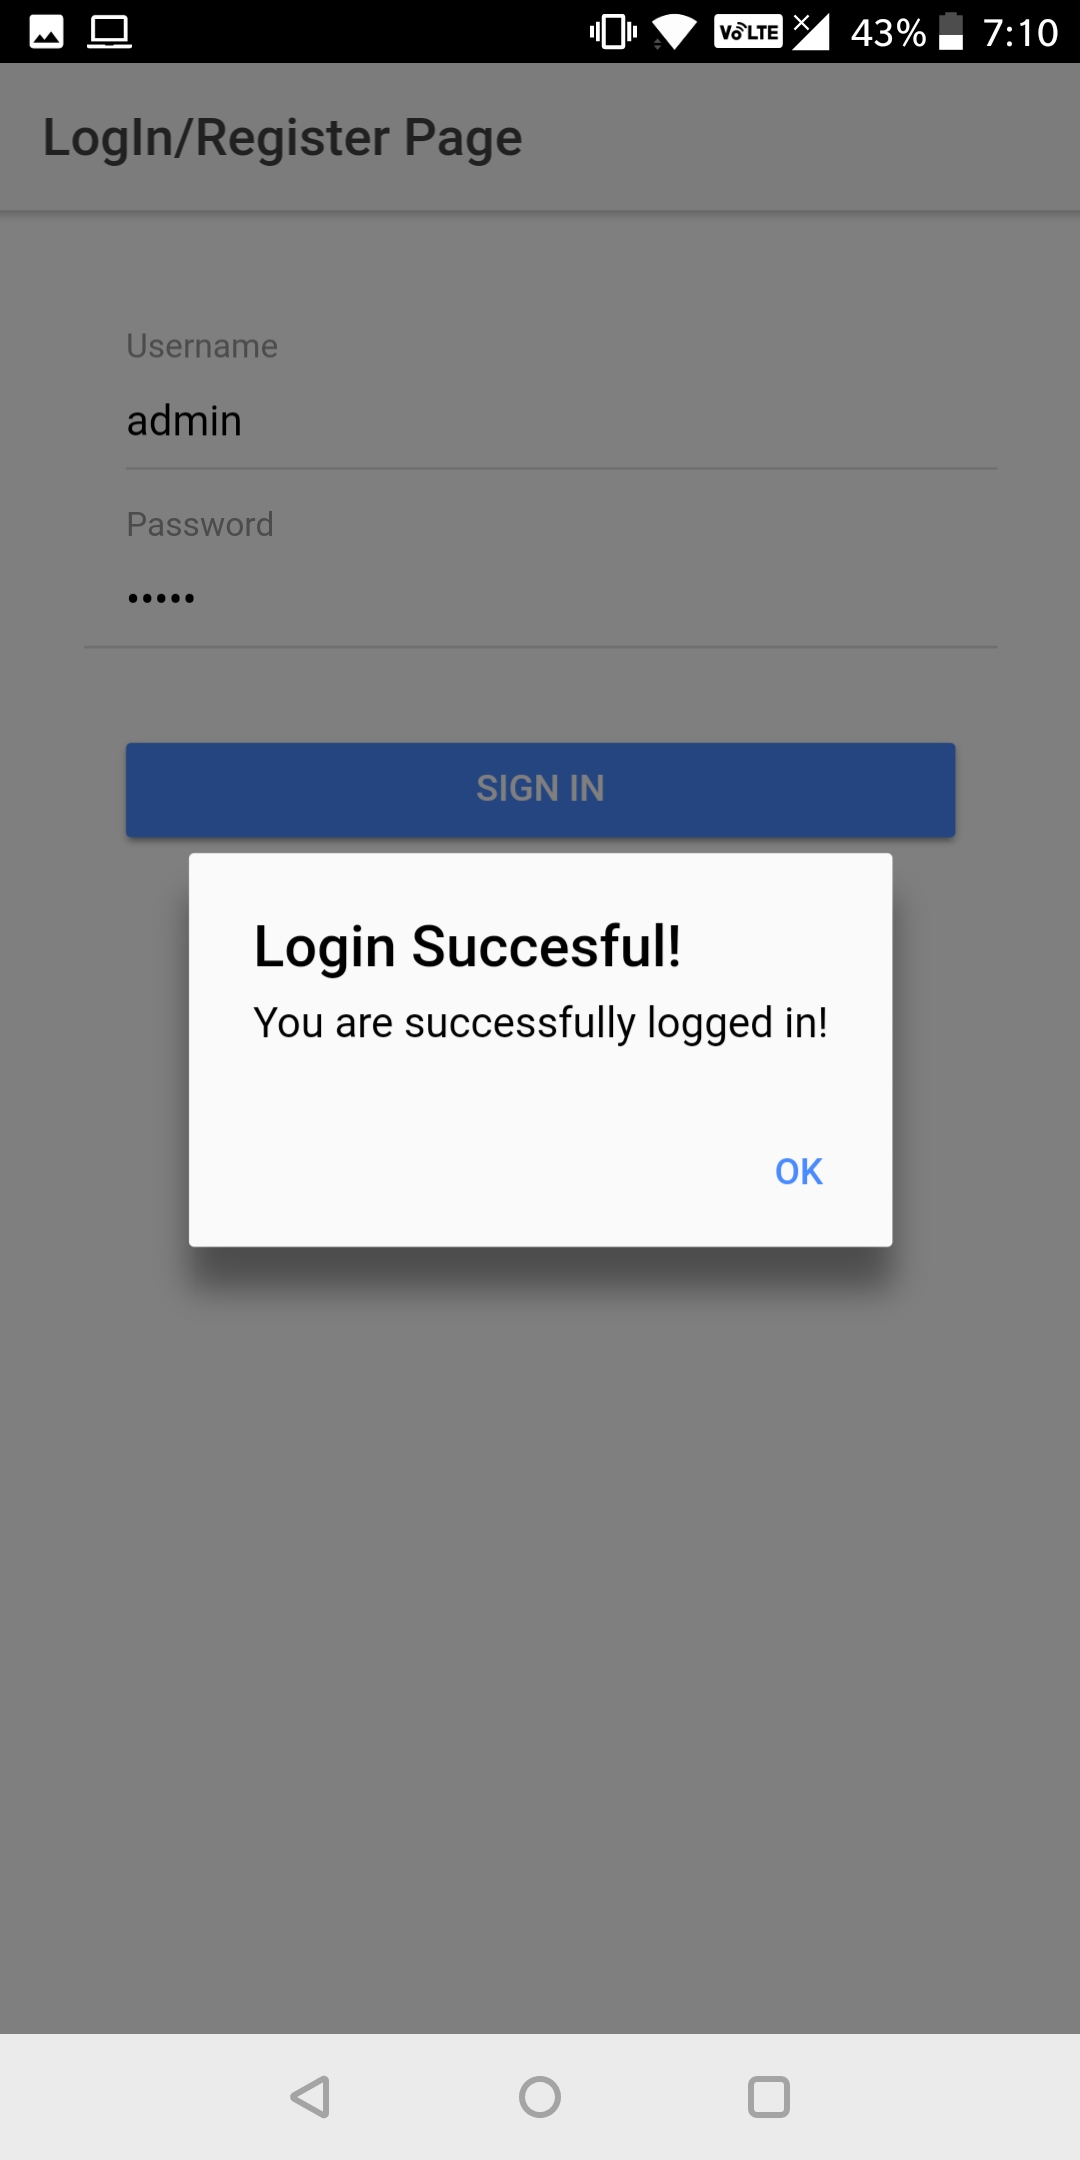 VoLTE 43% 7:10
LogIn/Register Page
Username
admin
Password
•••••
SIGN IN
Login Succesful!
You are successfully logged in!
OK